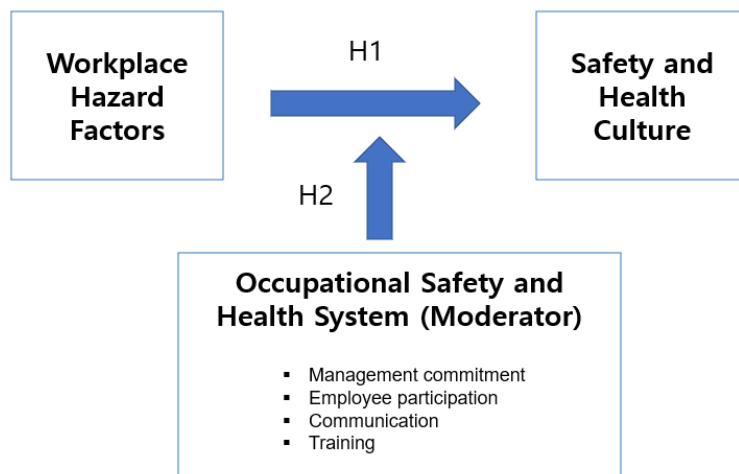 Workplace
Hazard
Factors
H1
Safety and
Health
Culture
H2
Occupational Safety and
Health System (Moderator)
▪ Management commitment
▪ Employee participation
▪ Communication
▪ Training